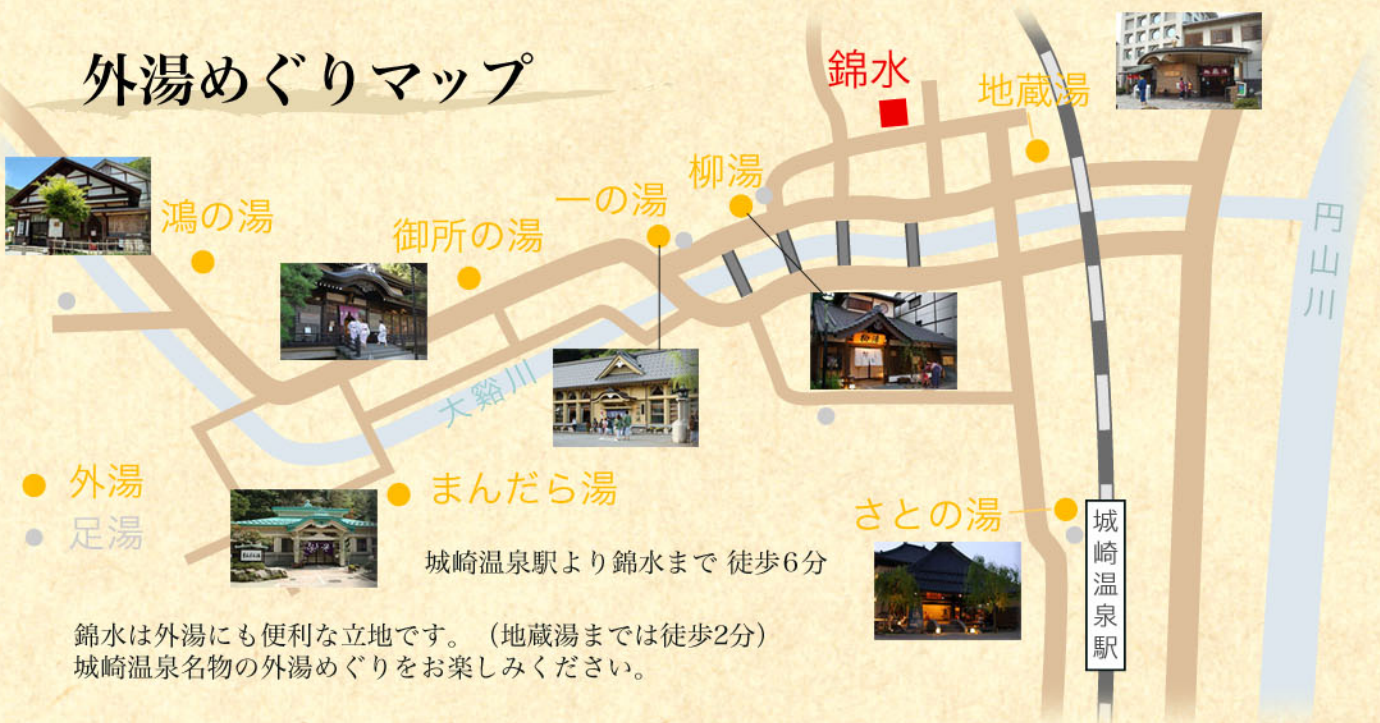 外湯めぐりマップ
錦水
地蔵湯
柳湯
一の湯
鴻の湯
御所の湯
円山川
大谿川
外湯
足湯
まんだら湯
さとの湯
城崎温泉駅
城崎温泉駅より錦水まで 徒歩6分
錦水は外湯にも便利な立地です。（地蔵湯までは徒歩2分）
城崎温泉名物の外湯めぐりをお楽しみください。